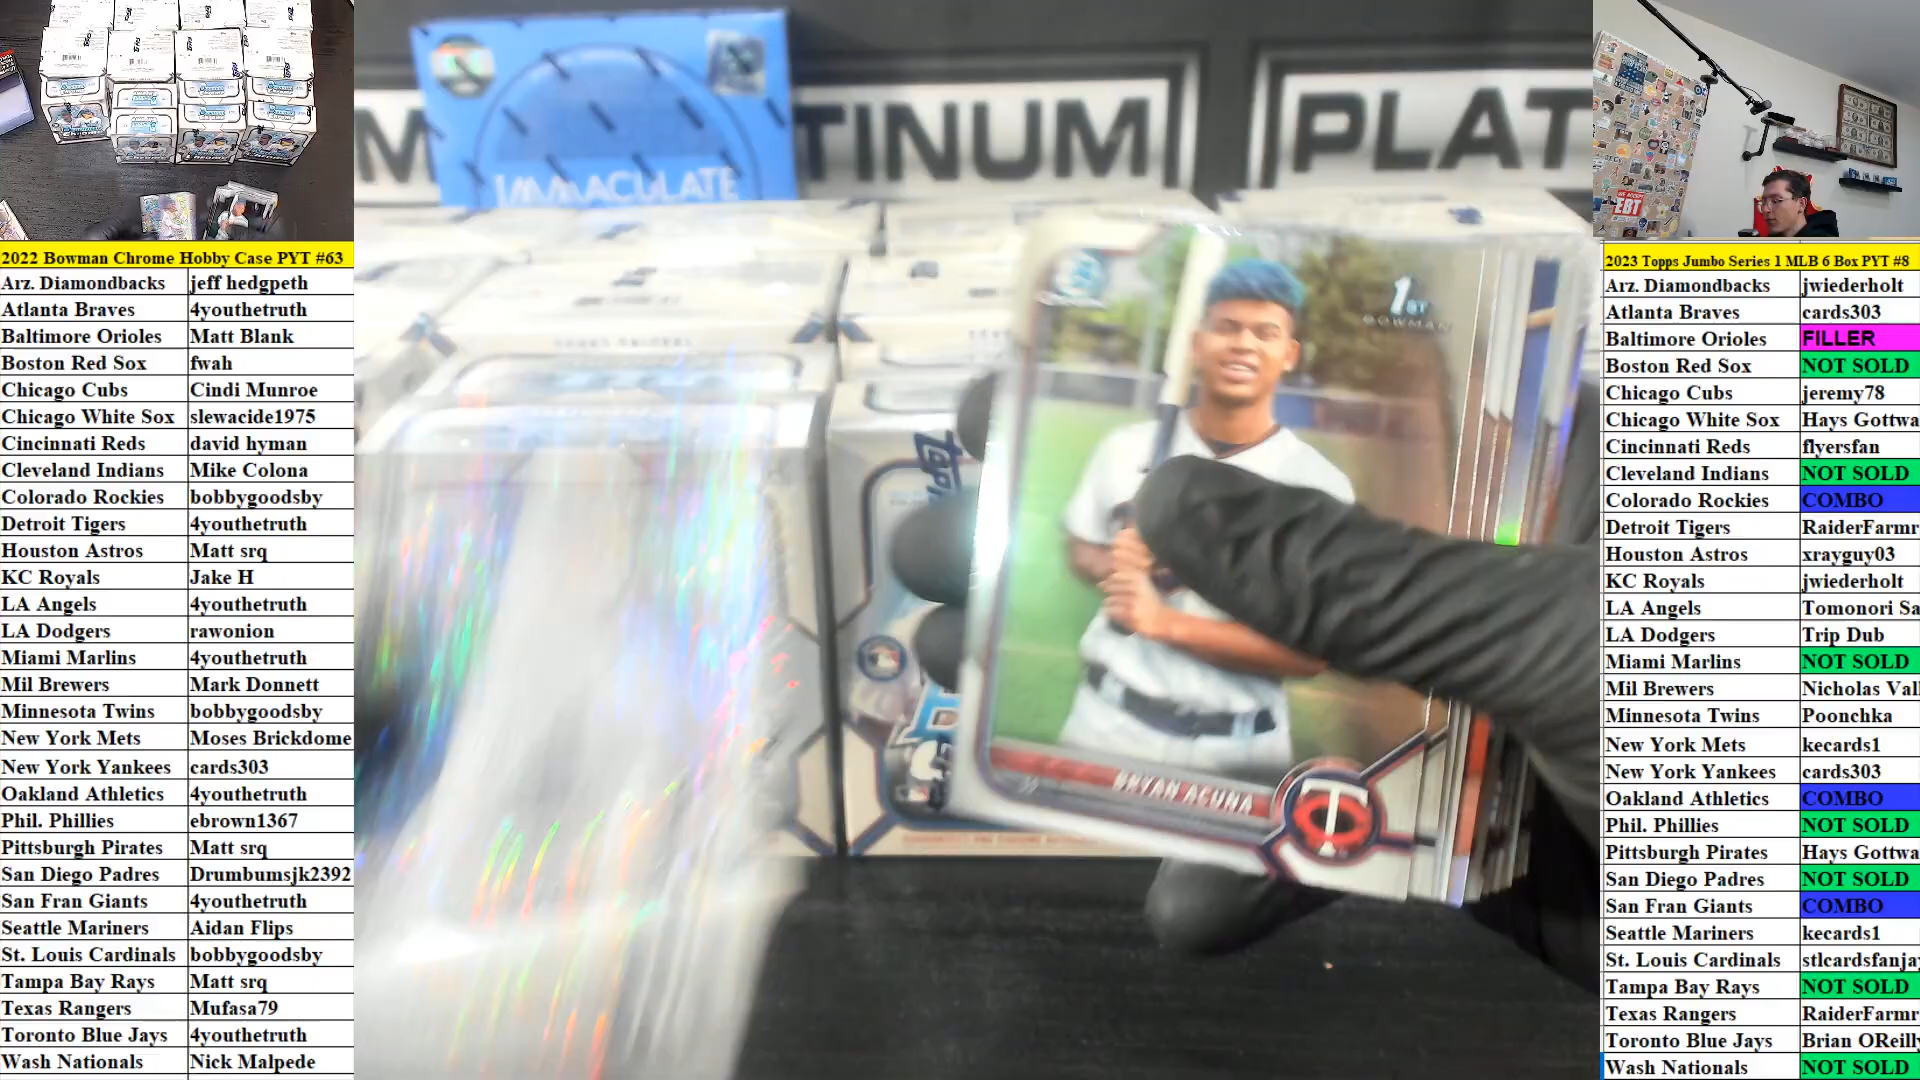 2022 Bowman Chrome Hobby Case PYT #63
Arz. Diamondbacks jeff hedgpeth
Atlanta Braves 4youthetruth
Baltimore Orioles Matt Blank
Boston Red Sox fwah
Chicago Cubs Cindi Munroe
Chicago White Sox slewacide1975
Cincinnati Reds david hyman
Cleveland Indians Mike Colona
Colorado Rockies bobbygoodsby
Detroit Tigers 4youthetruth
Houston Astros Matt srq
KC Royals Jake H
LA Angels 4youthetruth
LA Dodgers rawonion
Miami Marlins 4youthetruth
Mil Brewers Mark Donnett
Minnesota Twins bobbygoodsby
New York Mets Moses Brickdome
New York Yankees cards303
Oakland Athletics 4youthetruth
Phil. Phillies ebrown1367
Pittsburgh Pirates Matt srq
San Diego Padres Drumbumsjk2392
San Fran Giants 4youthetruth
Seattle Mariners Aidan Flips
St. Louis Cardinals bobbygoodsby
Tampa Bay Rays Matt srq
Texas Rangers Mufasa79
Toronto Blue Jays 4youthetruth
Wash Nationals Nick Malpede
M
TINUM
PLAT
IMMACULATE
1ST
BOWMAN
BRYAN ACUNA
TC
EBT
2023 Topps Jumbo Series 1 MLB 6 Box PYT #8
Arz. Diamondbacks jwiederholt
Atlanta Braves cards303
Baltimore Orioles FILLER
Boston Red Sox NOT SOLD
Chicago Cubs jeremy78
Chicago White Sox Hays Gottwa
Cincinnati Reds flyersfan
Cleveland Indians NOT SOLD
Colorado Rockies COMBO
Detroit Tigers RaiderFarmr
Houston Astros xrayguy03
KC Royals jwiederholt
LA Angels Tomonori Sa
LA Dodgers Trip Dub
Miami Marlins NOT SOLD
Mil Brewers Nicholas Val
Minnesota Twins Poonchka
New York Mets kecards1
New York Yankees cards303
Oakland Athletics COMBO
Phil. Phillies NOT SOLD
Pittsburgh Pirates Hays Gottwa
San Diego Padres NOT SOLD
San Fran Giants COMBO
Seattle Mariners kecards1
St. Louis Cardinals stlcardsfanja
Tampa Bay Rays NOT SOLD
Texas Rangers RaiderFarmr
Toronto Blue Jays Brian OReilly
Wash Nationals NOT SOLD